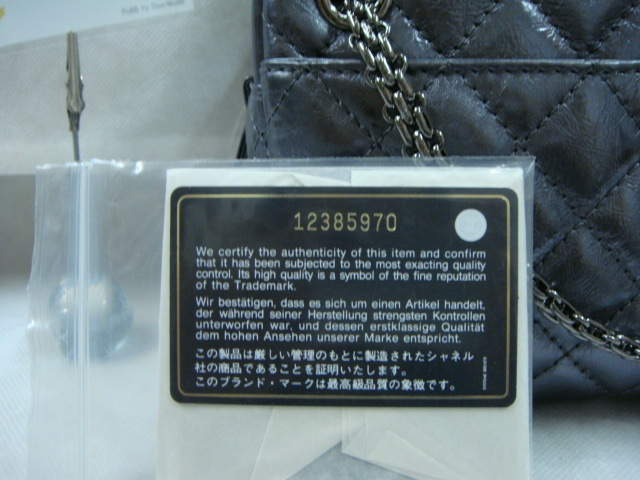 12385970
We certify the authenticity of this item and confirm
that it has been subjected to the most exacting quality
control. Its high quality is a symbol of the fine reputation
of the Trademark.
Wir bestätigen, dass es sich um einen Artikel handelt,
der während seiner Herstellung strengsten Kontrollen
unterworfen war, und dessen erstklassige Qualität
dem hohen Ansehen unserer Marke entspricht.
この製品は厳しい管理のもとに製造されたシャネル
社の商品であることを証明いたします。
このブランド・マークは最高級品質の象徴です。